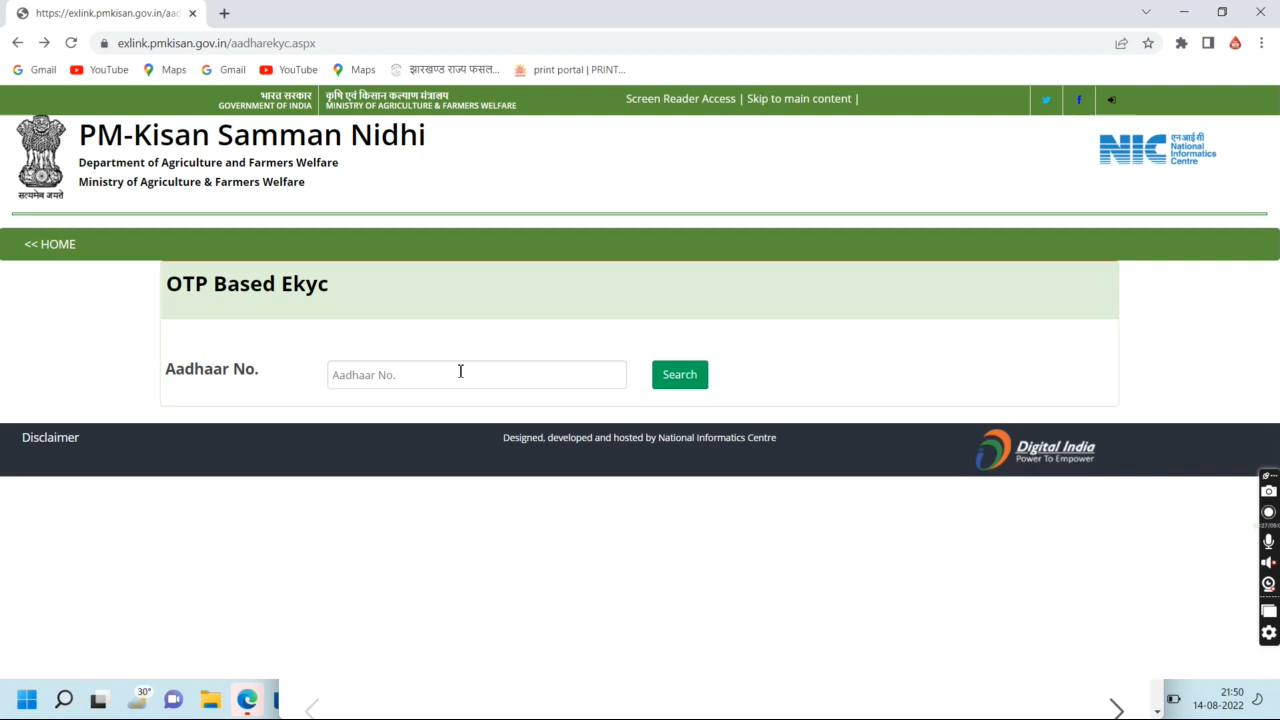 https://exlink.pmkisan.gov.in/aad
exlink.pmkisan.gov.in/aadharekyc.aspx
Gmail YouTube Maps Gmail YouTube Maps झारखण्ड राज्य फसल... print portal | PRINT...
भारत सरकार
GOVERNMENT OF INDIA
कृषि एवं किसान कल्याण मंत्रालय
MINISTRY OF AGRICULTURE & FARMERS WELFARE
Screen Reader Access | Skip to main content |
PM-Kisan Samman Nidhi
Department of Agriculture and Farmers Welfare
Ministry of Agriculture & Farmers Welfare
सत्यमेव जयते
NIC
एन आई सी
National
Informatics
Centre
<< HOME
OTP Based Ekyc
Aadhaar No. Aadhaar No. Search
Disclaimer
Designed, developed and hosted by National Informatics Centre
Digital India
Power To Empower
30°
21:50
14-08-2022